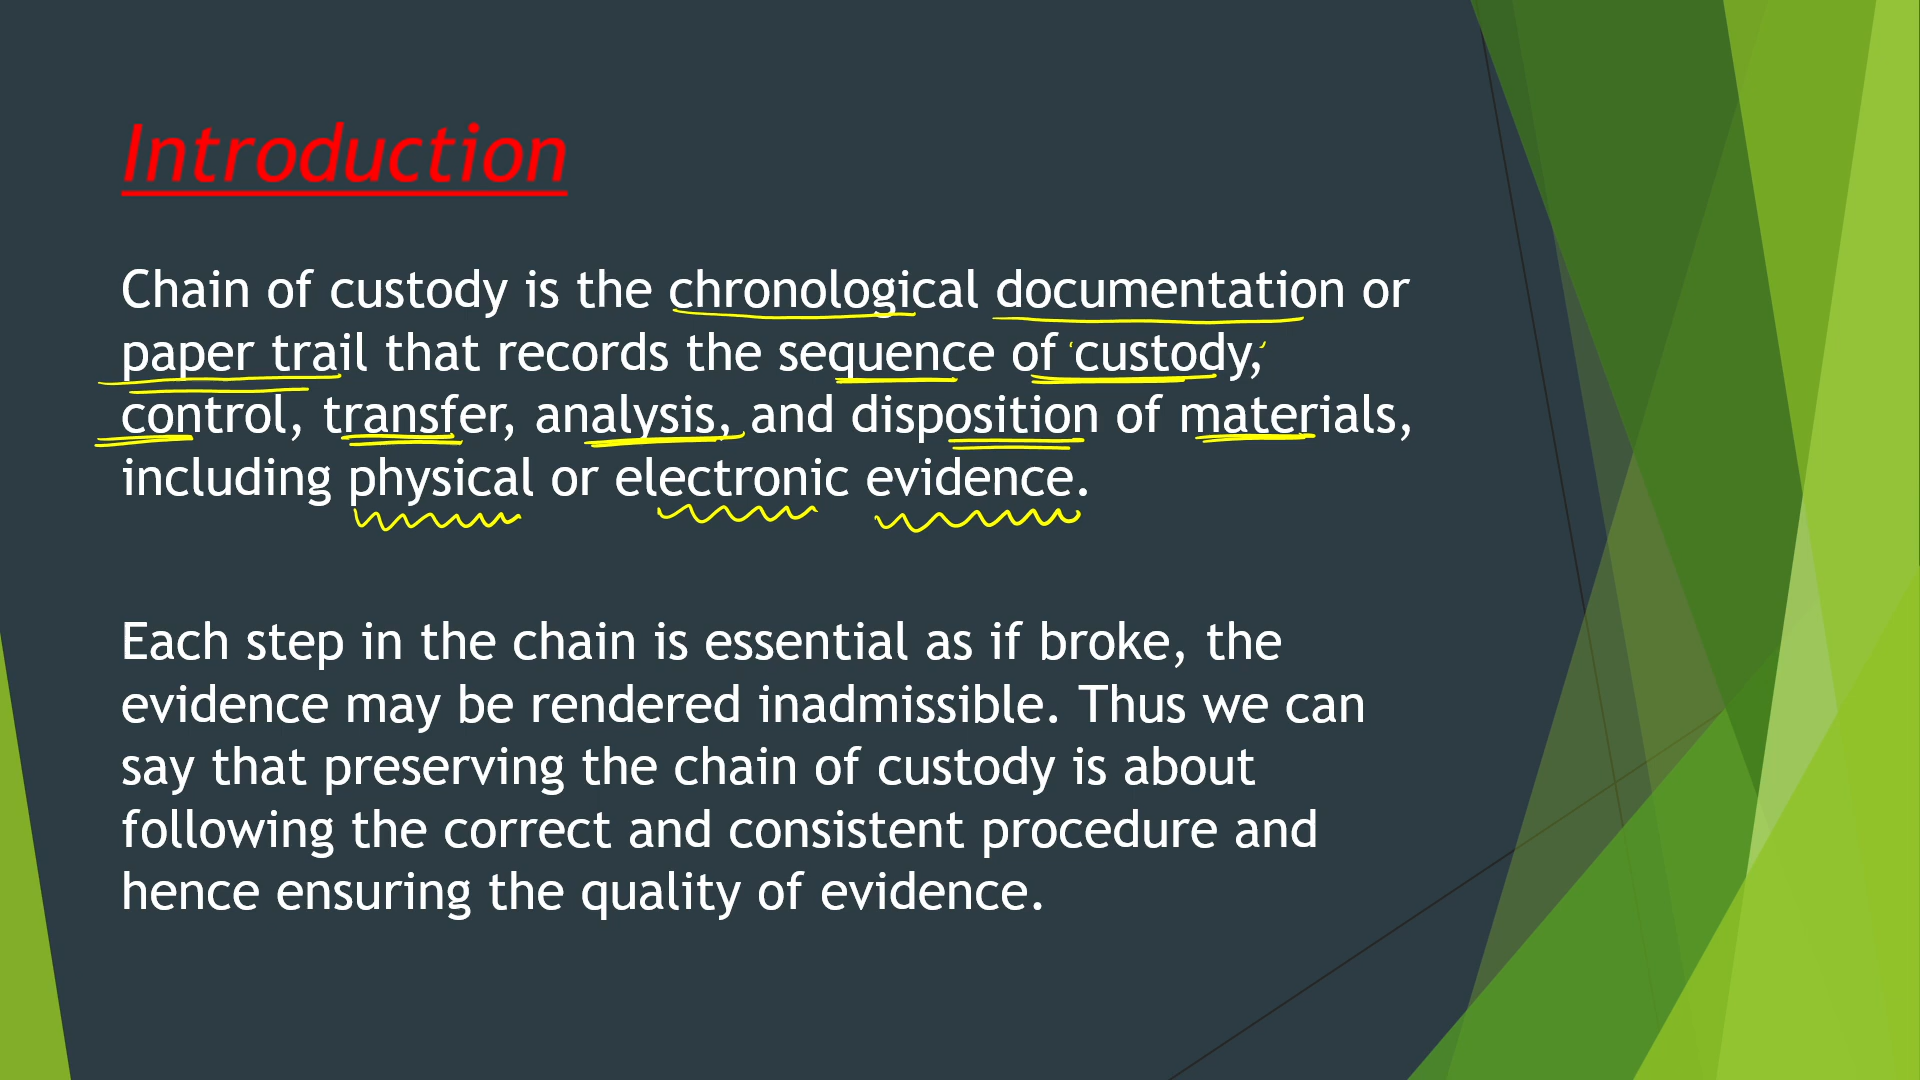 Introduction
Chain of custody is the chronological documentation or
paper trail that records the sequence of ‘custody,’
control, transfer, analysis, and disposition of materials,
including physical or electronic evidence.
Each step in the chain is essential as if broke, the
evidence may be rendered inadmissible. Thus we can
say that preserving the chain of custody is about
following the correct and consistent procedure and
hence ensuring the quality of evidence.